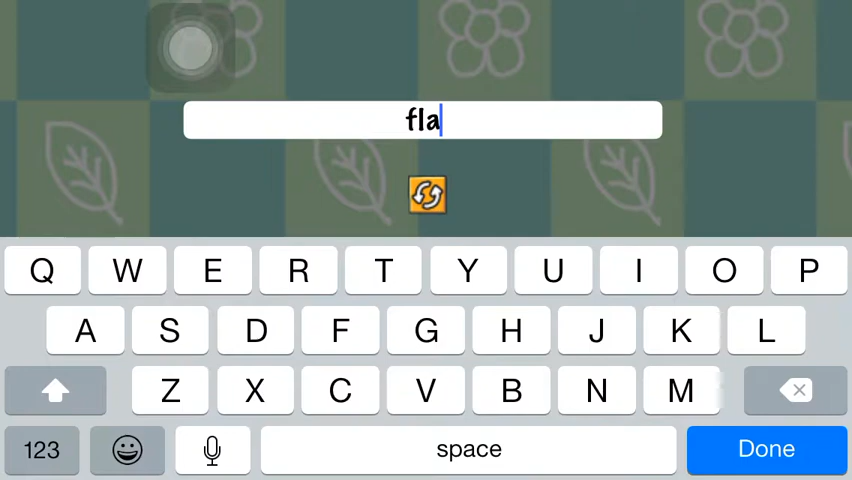 fla
Q W E R T Y U I O P
A S D F G H J K L
Z X C V B N M
123 space Done